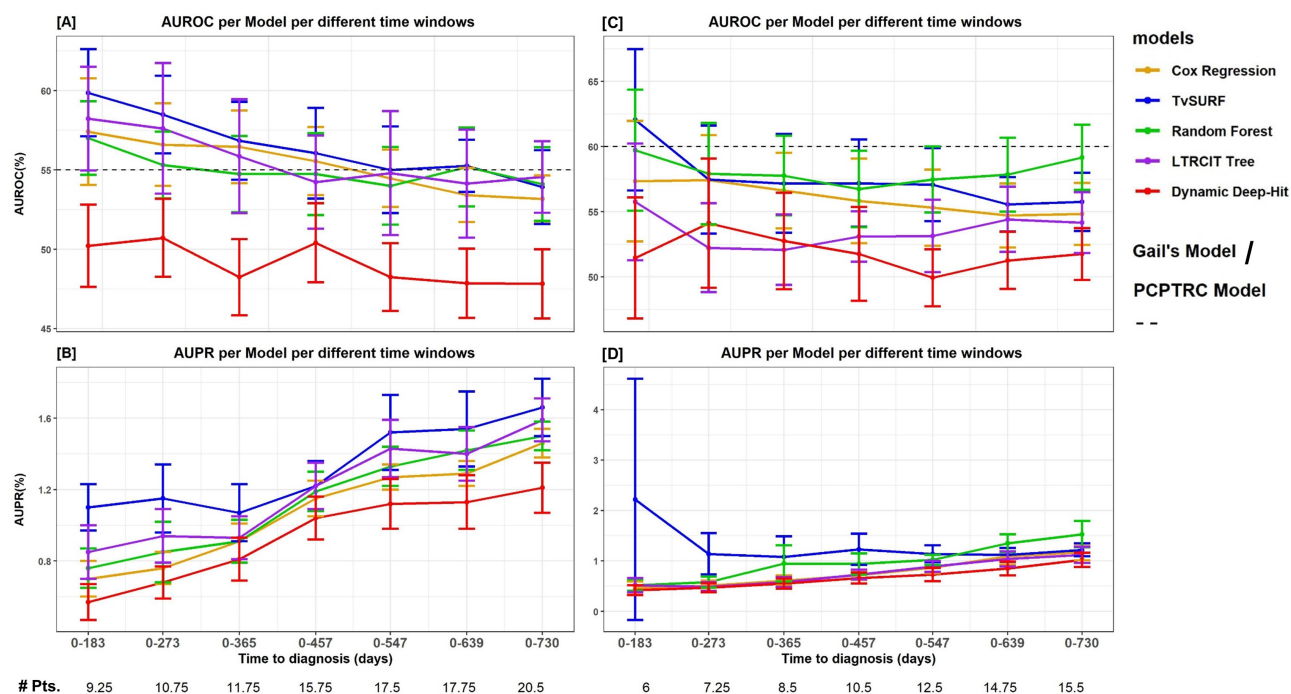 [A] AUROC per Model per different time windows
AUROC(%)
60
55
50
45
[B] AUPR per Model per different time windows
AUPR(%)
1.6
1.2
0.8
0-183 0-273 0-365 0-457 0-547 0-639 0-730
Time to diagnosis (days)
# Pts. 9.25 10.75 11.75 15.75 17.5 17.75 20.5
[C] AUROC per Model per different time windows
65
60
55
50
[D] AUPR per Model per different time windows
4
3
2
1
0
0-183 0-273 0-365 0-457 0-547 0-639 0-730
Time to diagnosis (days)
6 7.25 8.5 10.5 12.5 14.75 15.5
models
Cox Regression
TvSURF
Random Forest
LTRCIT Tree
Dynamic Deep-Hit
Gail's Model /
PCPTRC Model